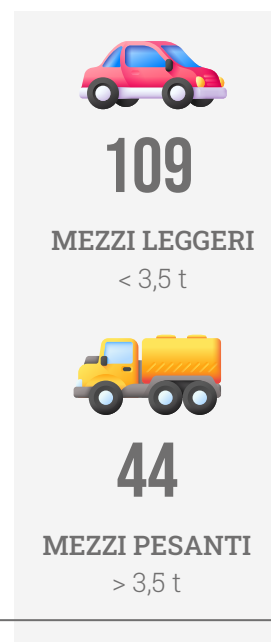 109
MEZZI LEGGERI
< 3,5 t
44
MEZZI PESANTI
> 3,5 t